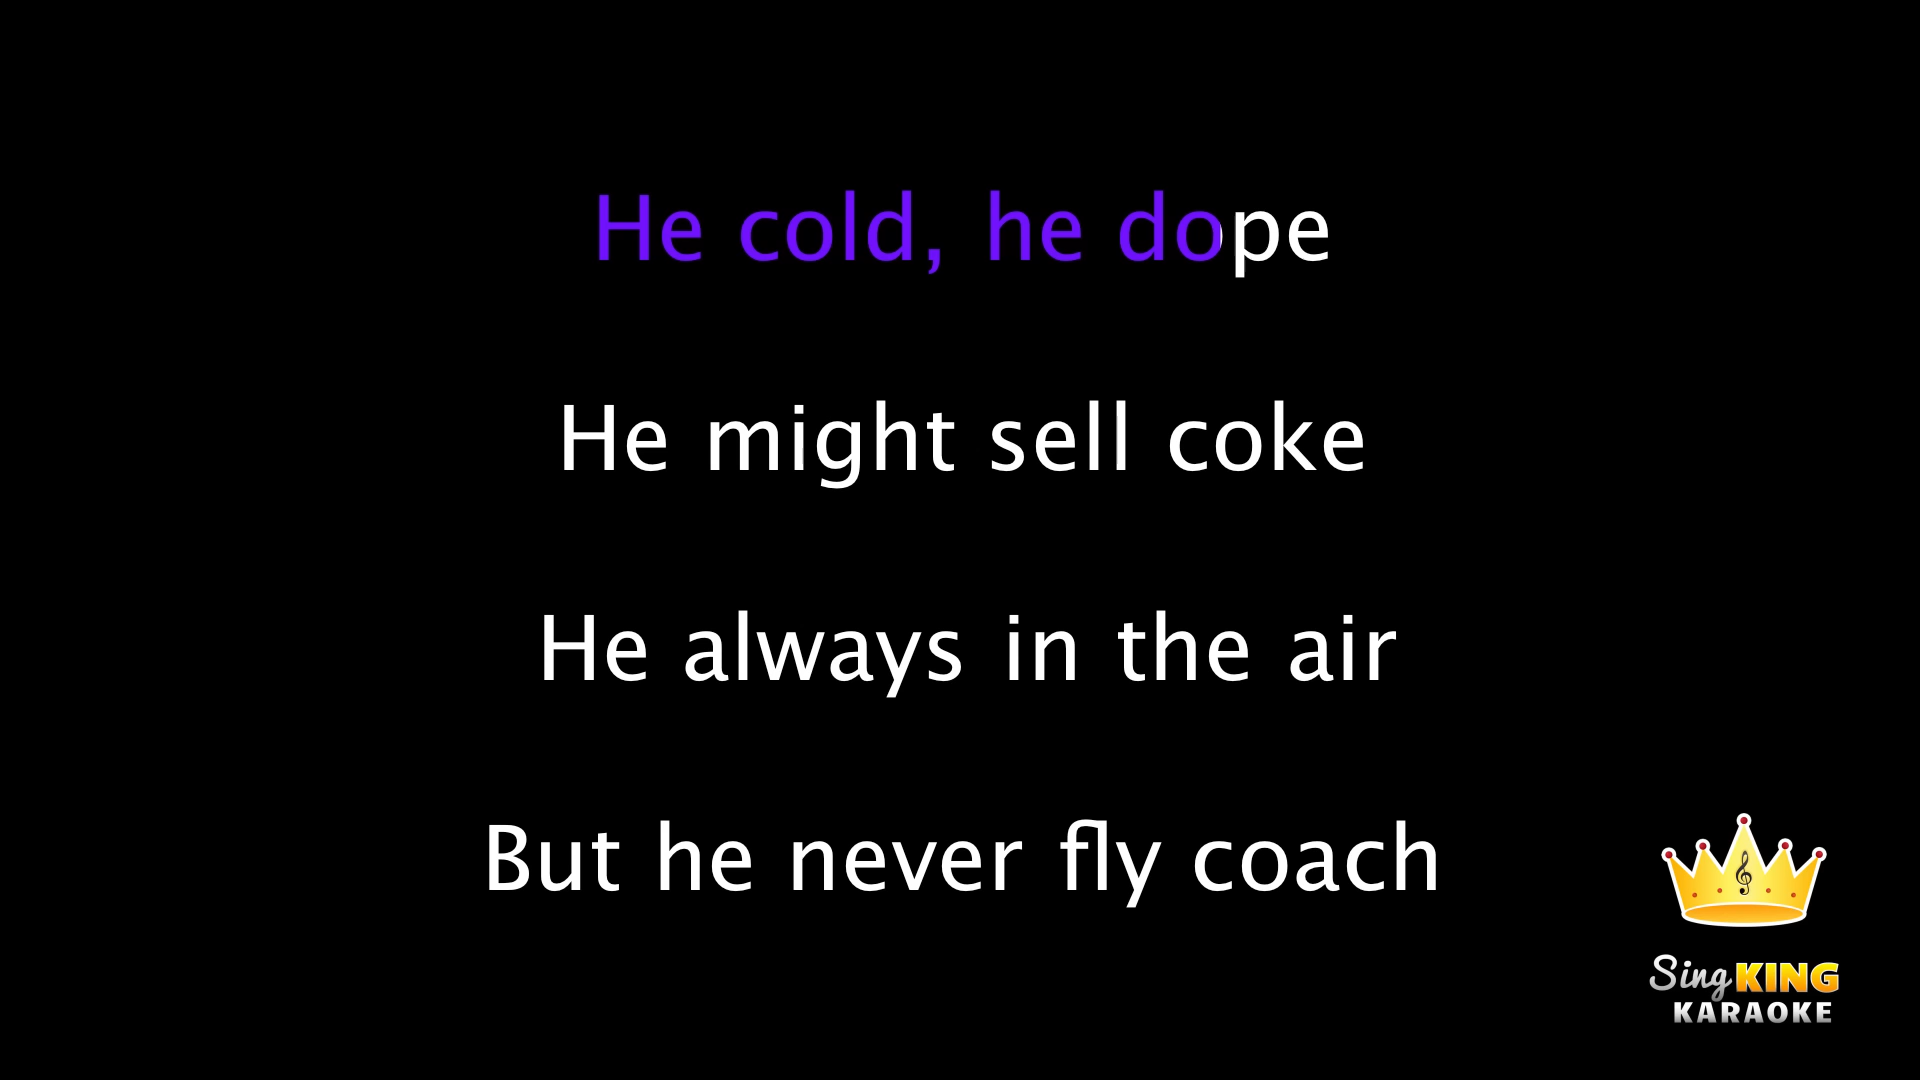 He cold, he dope
He might sell coke
He always in the air
But he never fly coach
Sing KING
KARAOKE